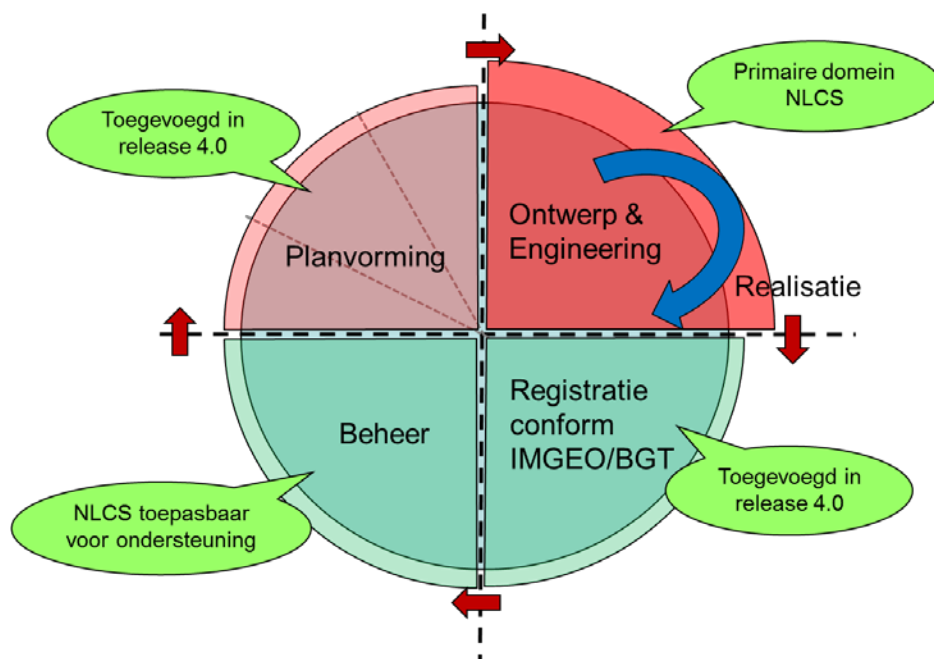 Primaire domein
NLCS
Toegevoegd in
release 4.0
Ontwerp &
Engineering
Planvorming
Realisatie
Beheer
Registratie
conform
IMGEO/BGT
Toegevoegd in
release 4.0
NLCS toepasbaar
voor ondersteuning